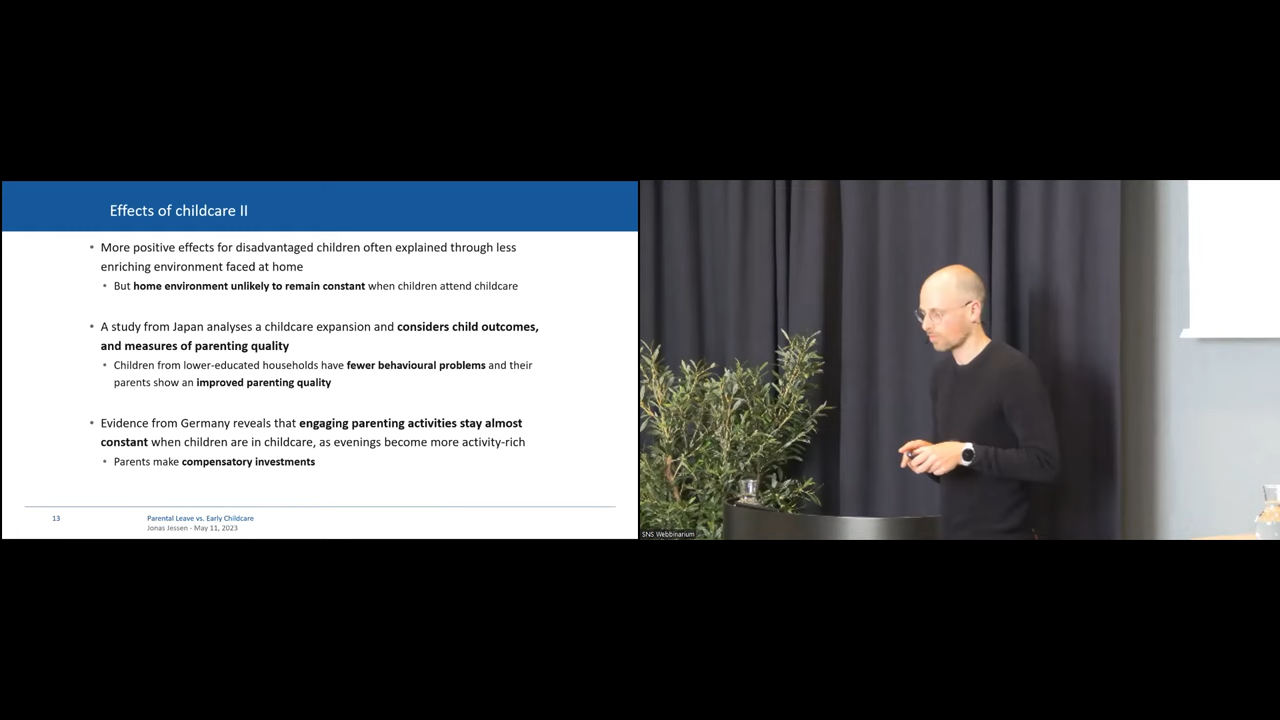 Effects of childcare II
• More positive effects for disadvantaged children often explained through less
enriching environment faced at home
• But home environment unlikely to remain constant when children attend childcare
• A study from Japan analyses a childcare expansion and considers child outcomes,
and measures of parenting quality
• Children from lower-educated households have fewer behavioural problems and their
parents show an improved parenting quality
• Evidence from Germany reveals that engaging parenting activities stay almost
constant when children are in childcare, as evenings become more activity-rich
• Parents make compensatory investments
13
Parental Leave vs. Early Childcare
Jonas Jessen - May 11, 2023
SNS Webbinarium